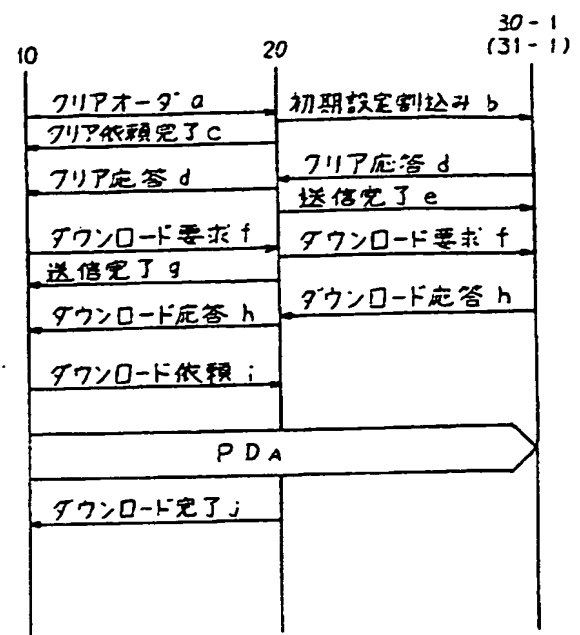 30-1
10
20
(31-1)
クリアオーダ a
初期設定割込み b
クリア依頼完了 c
クリア応答 d
クリア応答 d
送信完了 e
ダウンロード要求 f
ダウンロード要求 f
送信完了 g
ダウンロード応答 h
ダウンロード応答 h
ダウンロード依頼 i
PDA
ダウンロード完了 j